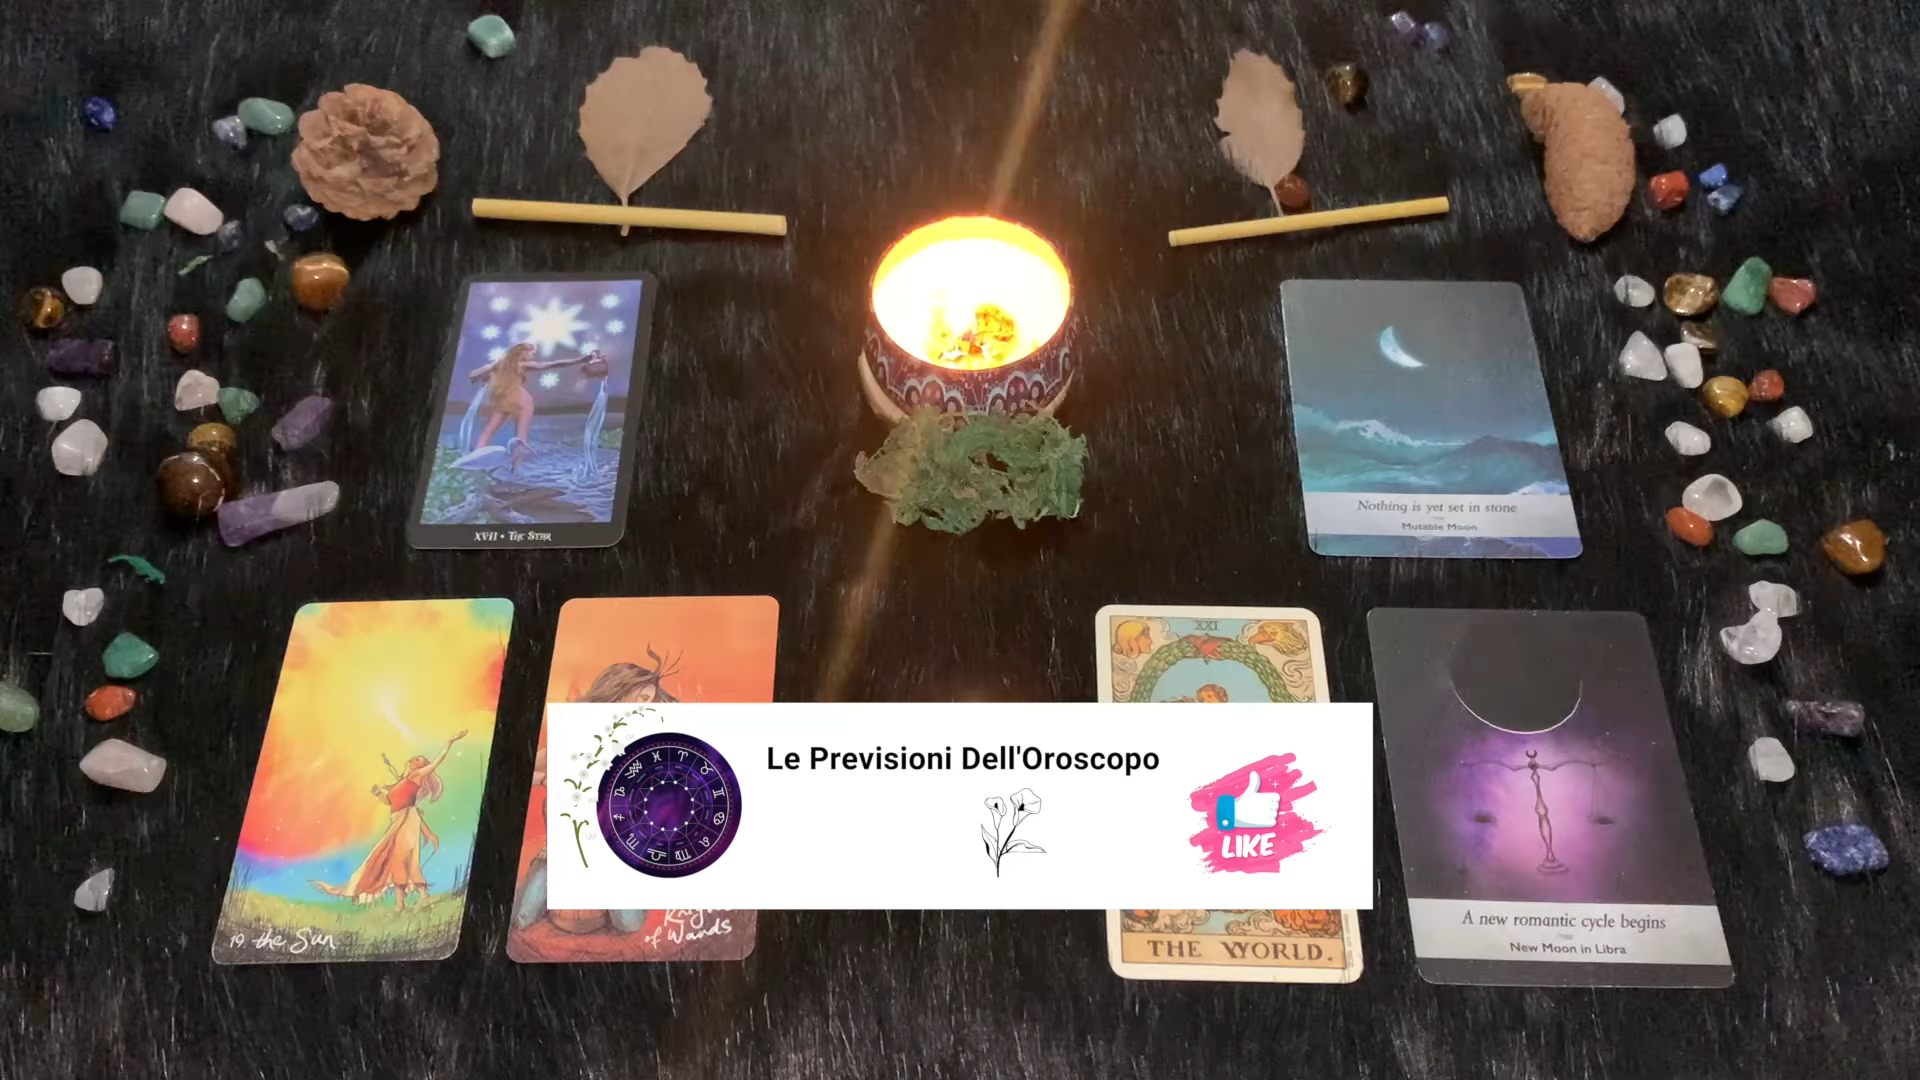 XVII • The Star
Nothing is yet set in stone
Mutable Moon
19 the Sun
Knight
of Wands
XXI
THE WORLD.
A new romantic cycle begins
New Moon in Libra
Le Previsioni Dell'Oroscopo
LIKE